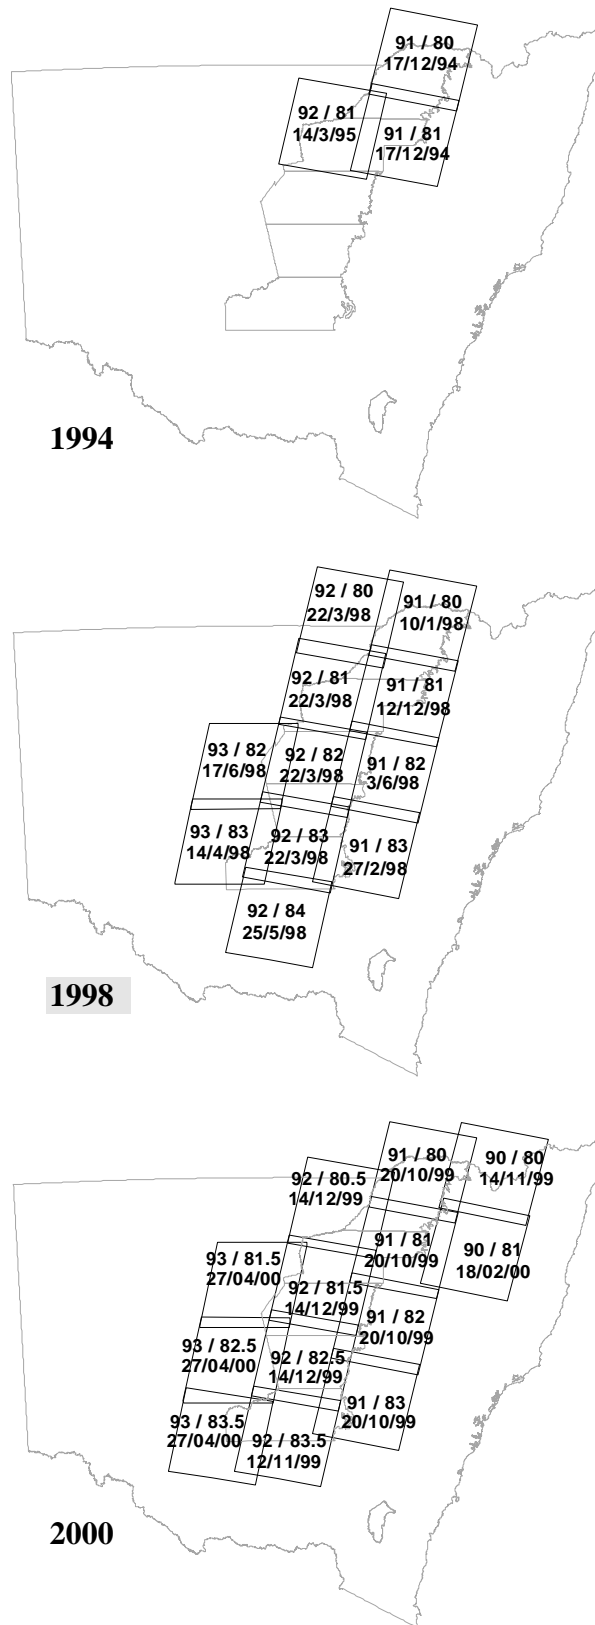 91 / 80
17/12/94
92 / 81
14/3/95
91 / 81
17/12/94
1994
92 / 80
22/3/98
91 / 80
10/1/98
92 / 81
22/3/98
91 / 81
12/12/98
93 / 82
17/6/98
92 / 82
22/3/98
91 / 82
3/6/98
93 / 83
14/4/98
92 / 83
22/3/98
91 / 83
27/2/98
92 / 84
25/5/98
1998
91 / 80
20/10/99
90 / 80
14/11/99
92 / 80.5
14/12/99
91 / 81
20/10/99
90 / 81
18/02/00
93 / 81.5
27/04/00
92 / 81.5
14/12/99
91 / 82
20/10/99
93 / 82.5
27/04/00
92 / 82.5
14/12/99
91 / 83
20/10/99
93 / 83.5
27/04/00
92 / 83.5
12/11/99
2000